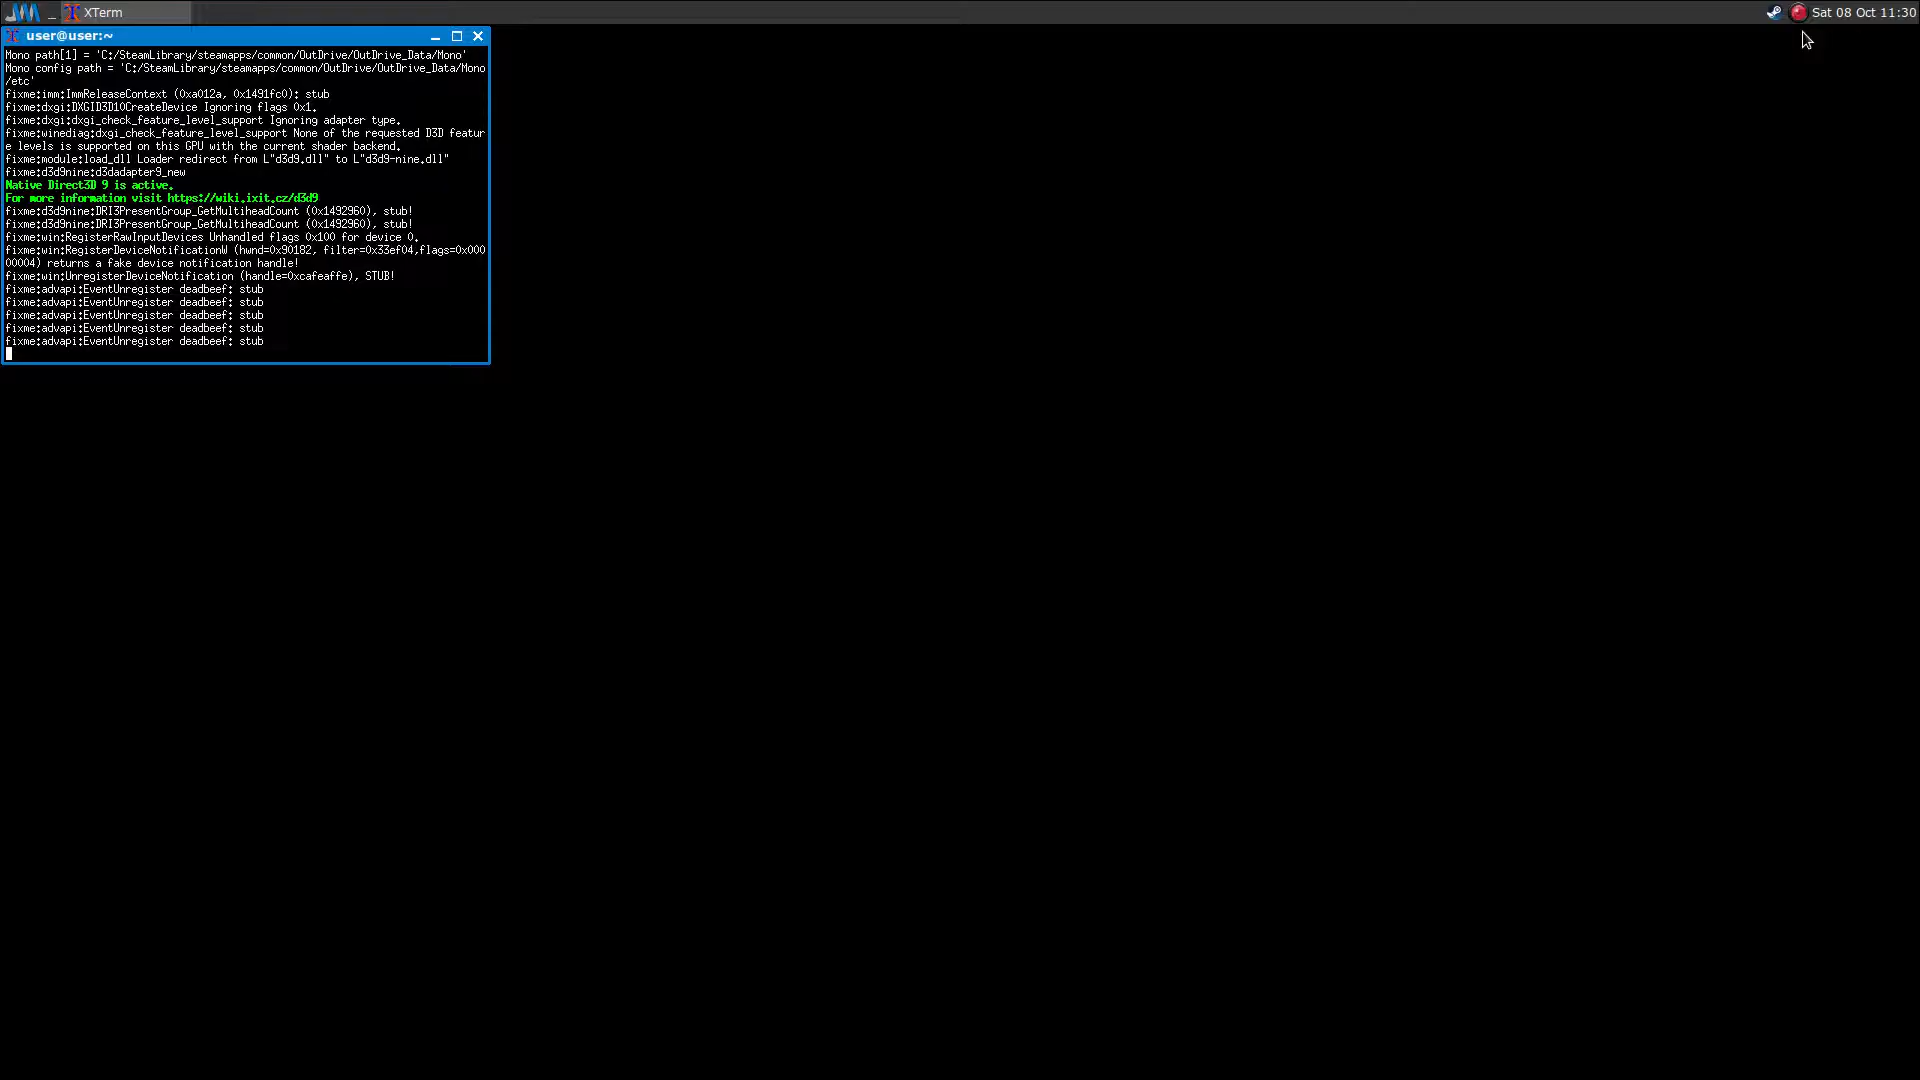 XTerm
Sat 08 Oct 11:30
user@user:~
Mono path[1] = 'C:/SteamLibrary/steamapps/common/OutDrive/OutDrive_Data/Mono'
Mono config path = 'C:/SteamLibrary/steamapps/common/OutDrive/OutDrive_Data/Mono
/etc'
fixme:imm:ImmReleaseContext (0xa012a, 0x1491fc0): stub
fixme:dxgi:DXGID3D10CreateDevice Ignoring flags 0x1.
fixme:dxgi:dxgi_check_feature_level_support Ignoring adapter type.
fixme:winediag:dxgi_check_feature_level_support None of the requested D3D featur
e levels is supported on this GPU with the current shader backend.
fixme:module:load_dll Loader redirect from L"d3d9.dll" to L"d3d9-nine.dll"
fixme:d3d9nine:d3dadapter9_new
Native Direct3D 9 is active.
For more information visit https://wiki.ixit.cz/d3d9
fixme:d3d9nine:DRI3PresentGroup_GetMultiheadCount (0x1492960), stub!
fixme:d3d9nine:DRI3PresentGroup_GetMultiheadCount (0x1492960), stub!
fixme:win:RegisterRawInputDevices Unhandled flags 0x100 for device 0.
fixme:win:RegisterDeviceNotificationW (hwnd=0x90182, filter=0x33ef04,flags=0x000
00004) returns a fake device notification handle!
fixme:win:UnregisterDeviceNotification (handle=0xcafeaffe), STUB!
fixme:advapi:EventUnregister deadbeef: stub
fixme:advapi:EventUnregister deadbeef: stub
fixme:advapi:EventUnregister deadbeef: stub
fixme:advapi:EventUnregister deadbeef: stub
fixme:advapi:EventUnregister deadbeef: stub